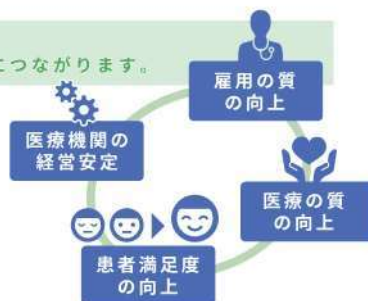 につながります。
雇用の質
の向上
医療機関の
経営安定
医療の質
の向上
患者満足度
の向上